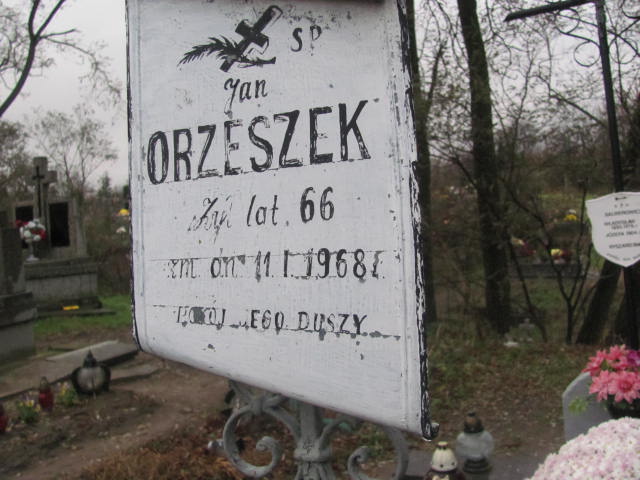 SP
Jan
ORZESZEK
Żył lat 66
zm. dn. 11 I 1968 r
POKÓJ JEGO DUSZY